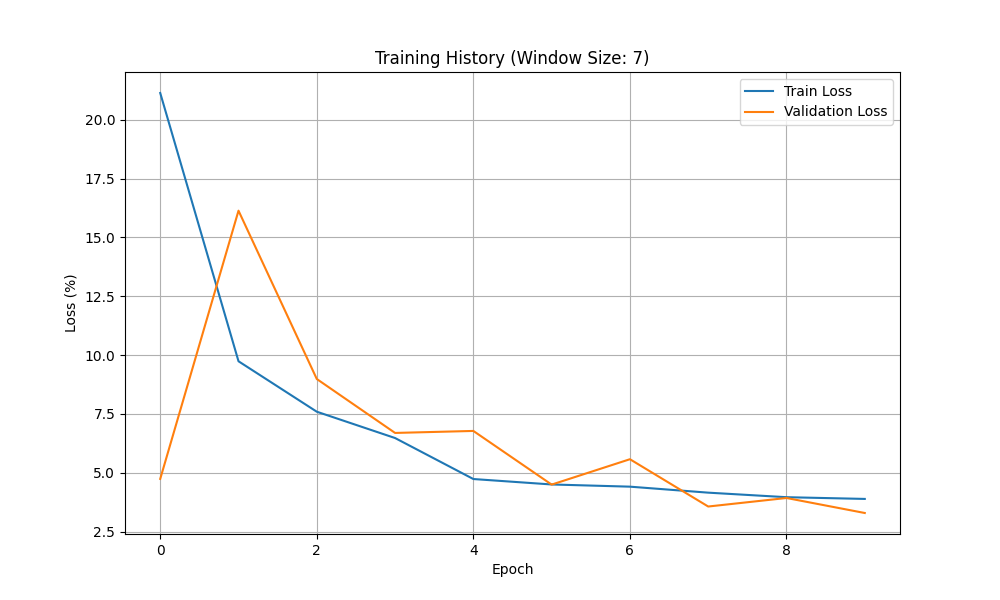 Training History (Window Size: 7)
Train Loss
Validation Loss
20.0
17.5
15.0
12.5
10.0
7.5
5.0
2.5
Loss (%)
0 2 4 6 8
Epoch